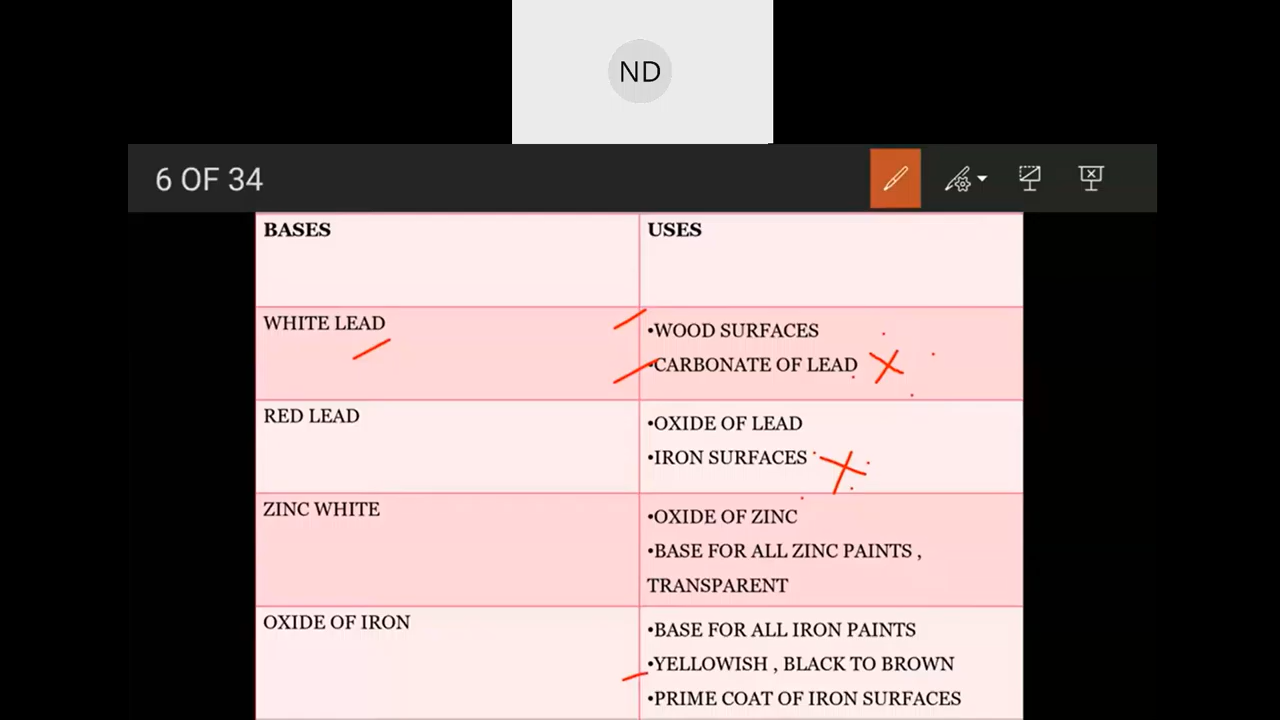 ND
6 OF 34
BASES
USES
WHITE LEAD
•WOOD SURFACES
•CARBONATE OF LEAD
RED LEAD
•OXIDE OF LEAD
•IRON SURFACES
ZINC WHITE
•OXIDE OF ZINC
•BASE FOR ALL ZINC PAINTS ,
TRANSPARENT
OXIDE OF IRON
•BASE FOR ALL IRON PAINTS
•YELLOWISH , BLACK TO BROWN
•PRIME COAT OF IRON SURFACES